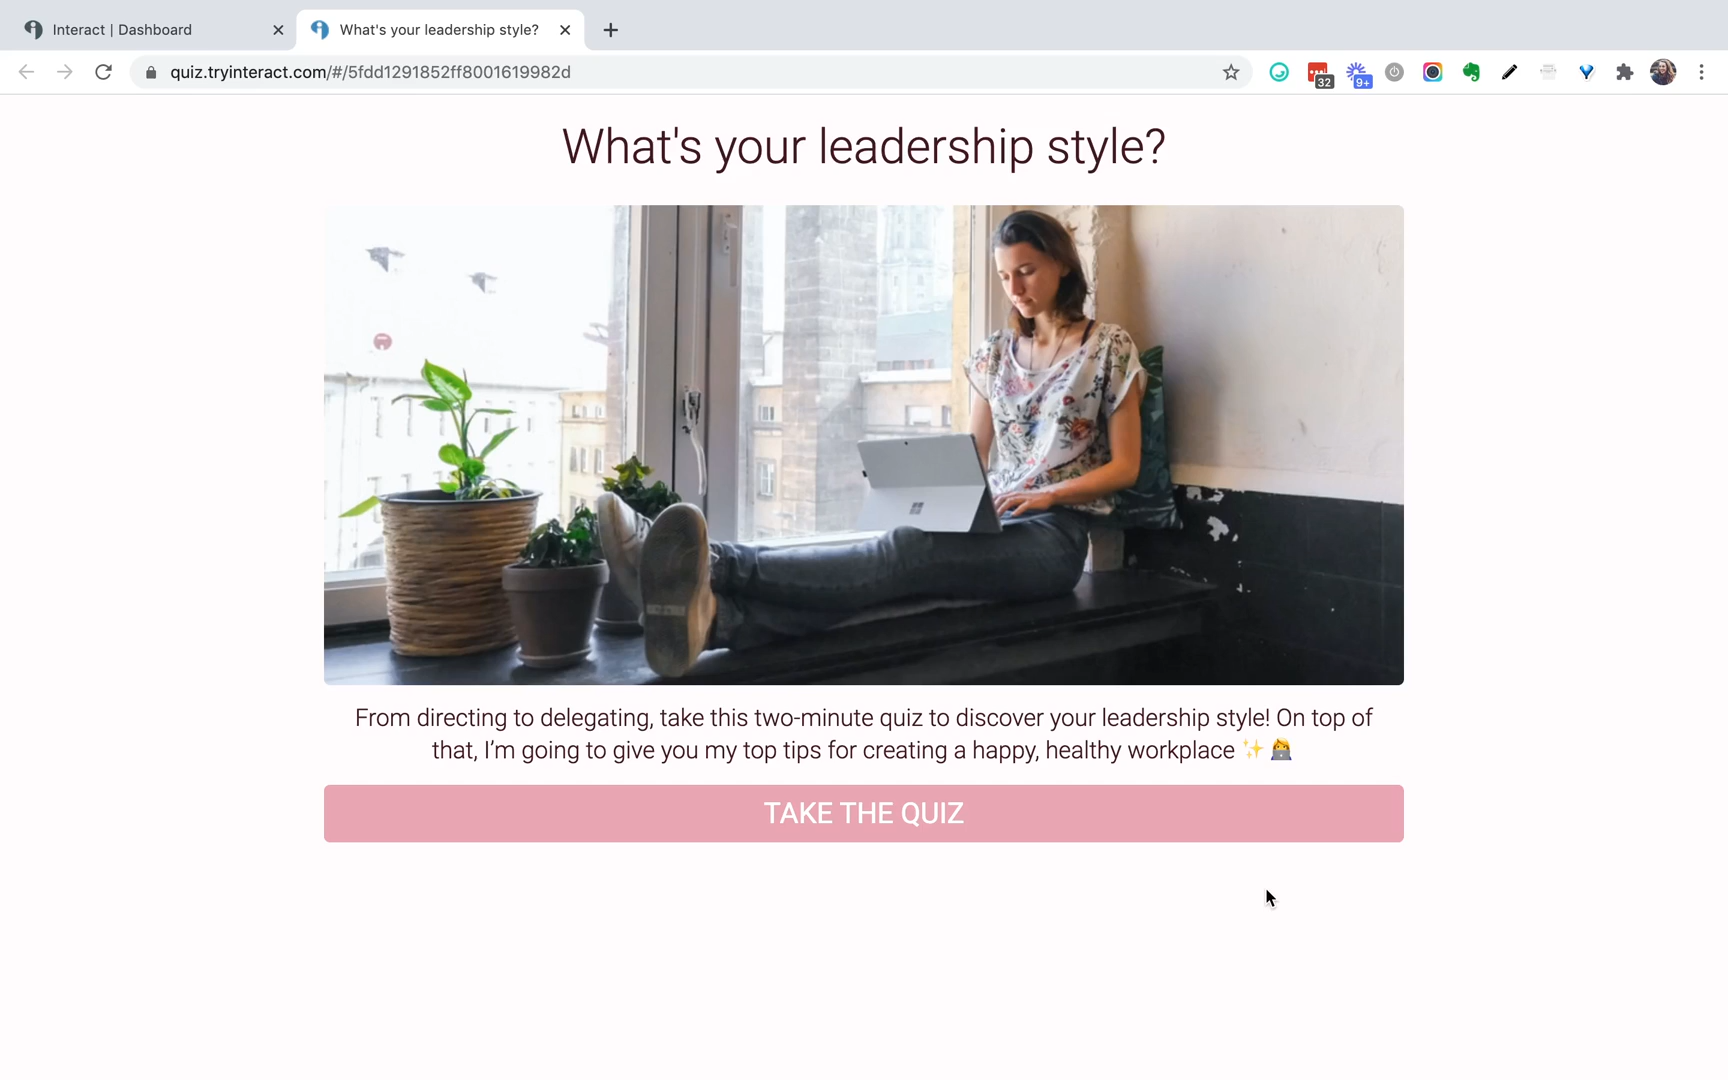 Interact | Dashboard
What's your leadership style?
quiz.tryinteract.com/#/5fdd1291852ff8001619982d
32
9+
What's your leadership style?
From directing to delegating, take this two-minute quiz to discover your leadership style! On top of
that, I’m going to give you my top tips for creating a happy, healthy workplace ✨ 👩‍💻
TAKE THE QUIZ